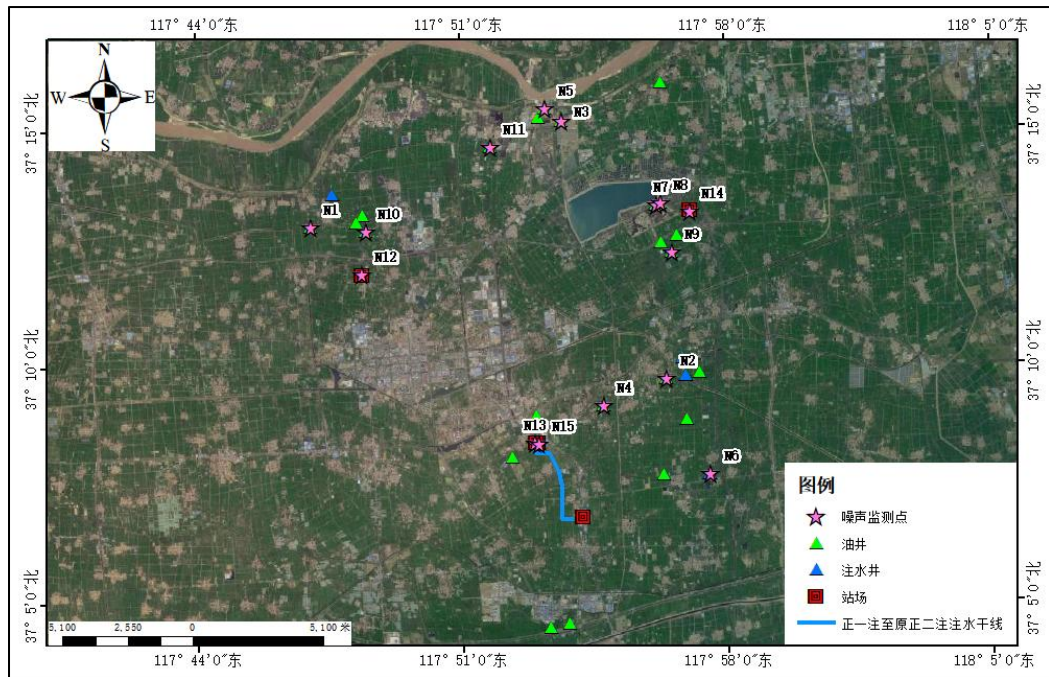 117° 44′0″东
117° 51′0″东
117° 58′0″东
118° 5′0″东
N
W
E
S
37° 15′0″北
37° 15′0″北
N5
N3
N11
N7
N8
N14
N1
N10
N9
N12
37° 10′0″北
37° 10′0″北
N2
N4
N13
N15
N6
图例
噪声监测点
油井
注水井
站场
正一注至原正二注注水干线
37° 5′0″北
37° 5′0″北
5,100
2,550
0
5,100 米
117° 44′0″东
117° 51′0″东
117° 58′0″东
118° 5′0″东